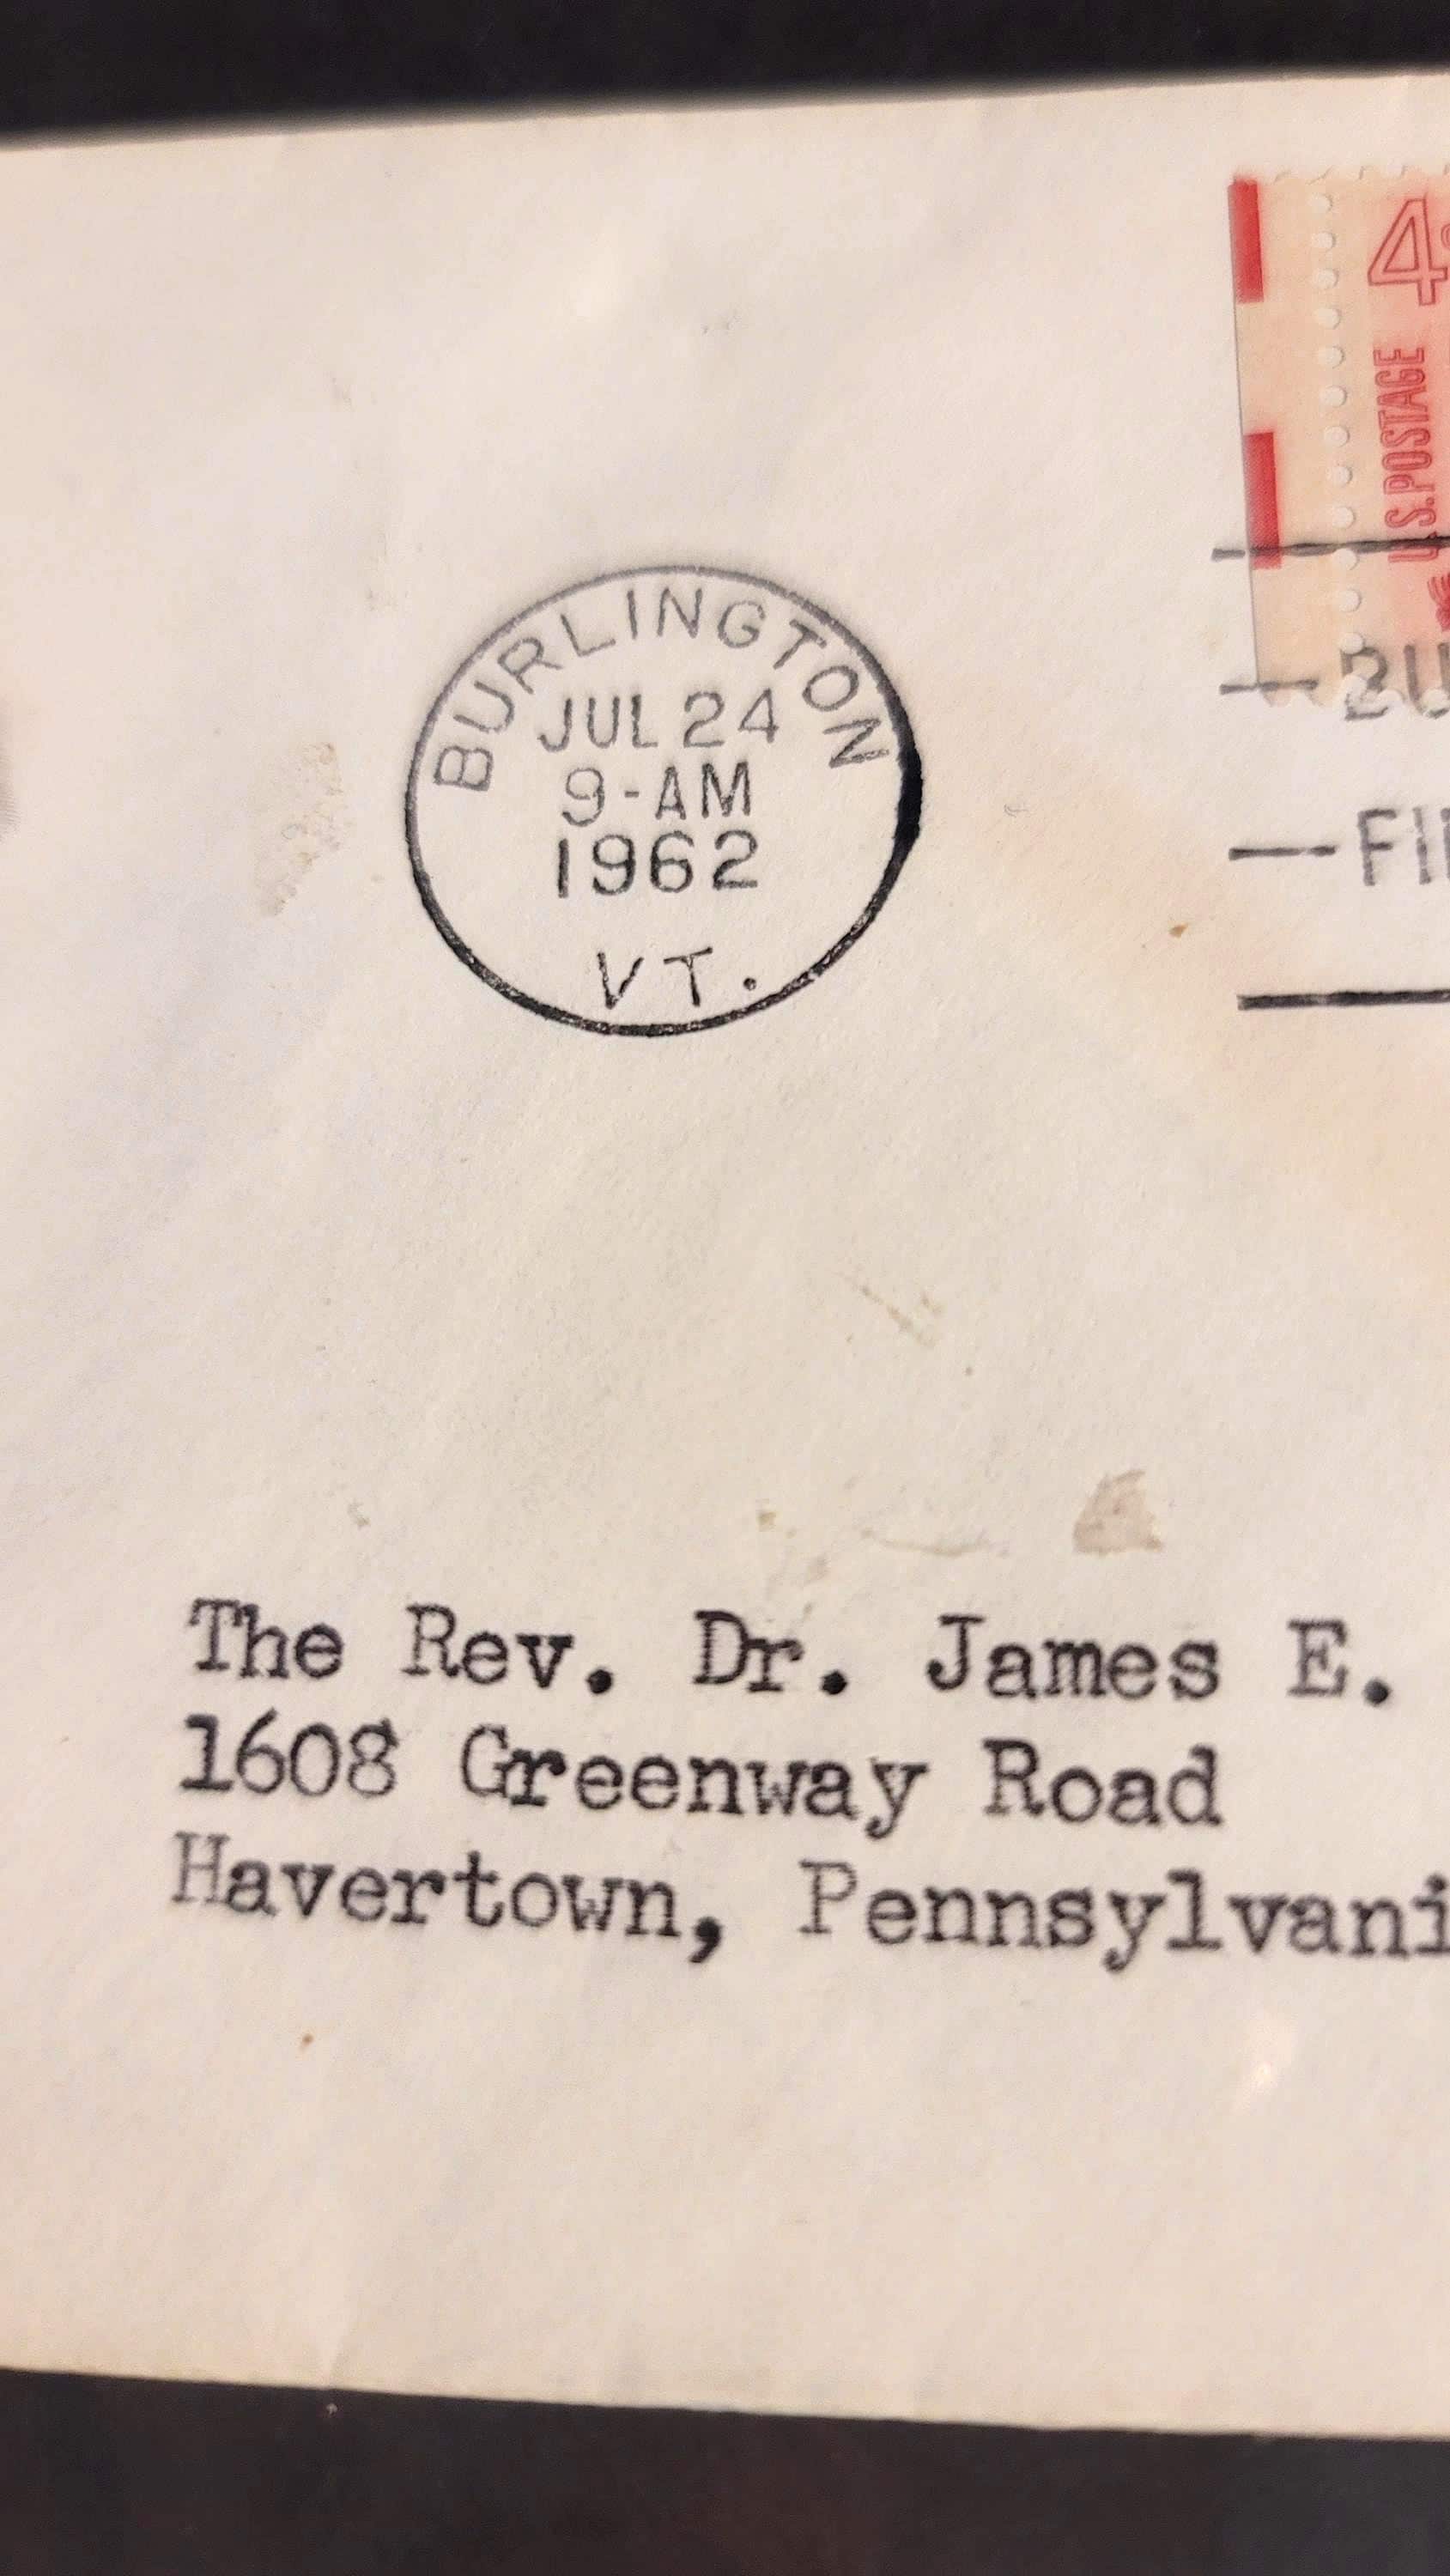 BURLINGTON
JUL 24
9-AM
1962
VT.
4
U.S. POSTAGE
The Rev. Dr. James E.
1608 Greenway Road
Havertown, Pennsylvani